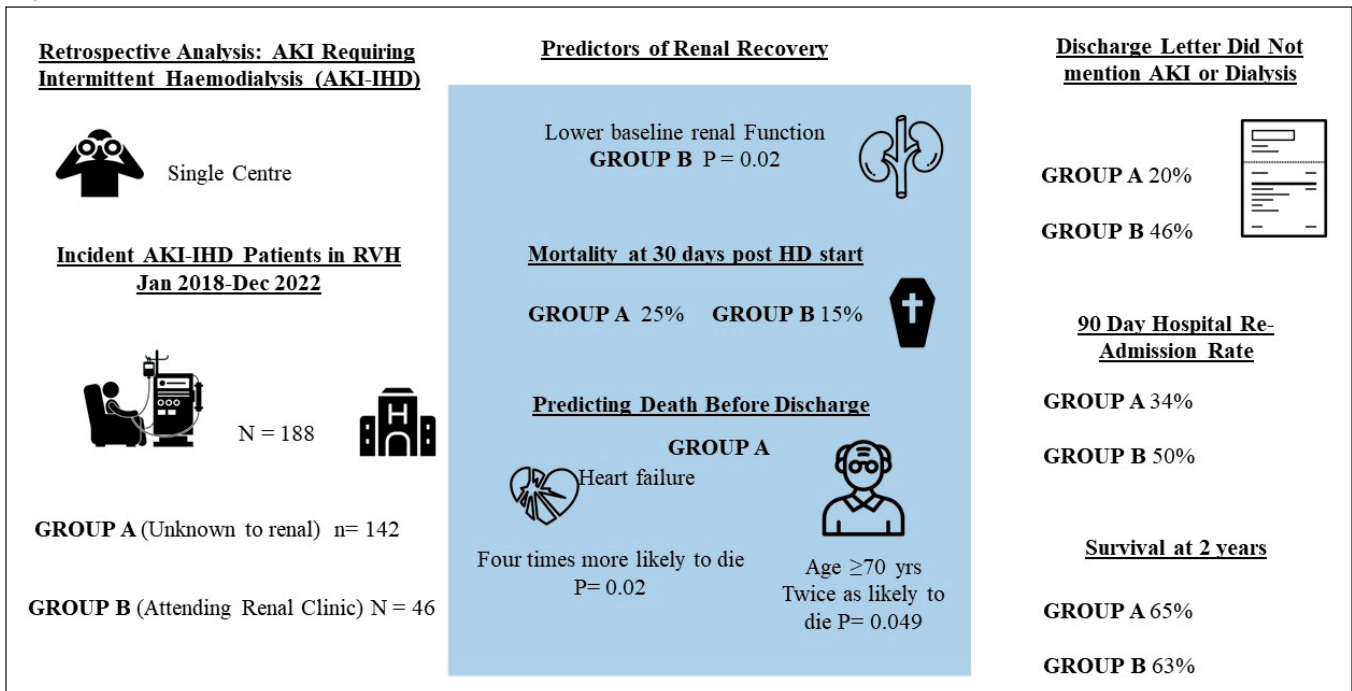 Retrospective Analysis: AKI Requiring
Intermittent Haemodialysis (AKI-IHD)
Single Centre
Incident AKI-IHD Patients in RVH
Jan 2018-Dec 2022
N = 188
H
GROUP A (Unknown to renal) n= 142
GROUP B (Attending Renal Clinic) N = 46
Predictors of Renal Recovery
Lower baseline renal Function
GROUP B P = 0.02
Mortality at 30 days post HD start
GROUP A 25% GROUP B 15%
Predicting Death Before Discharge
GROUP A
Heart failure
Four times more likely to die
P= 0.02
Age ≥70 yrs
Twice as likely to
die P= 0.049
Discharge Letter Did Not
mention AKI or Dialysis
GROUP A 20%
GROUP B 46%
90 Day Hospital Re-
Admission Rate
GROUP A 34%
GROUP B 50%
Survival at 2 years
GROUP A 65%
GROUP B 63%